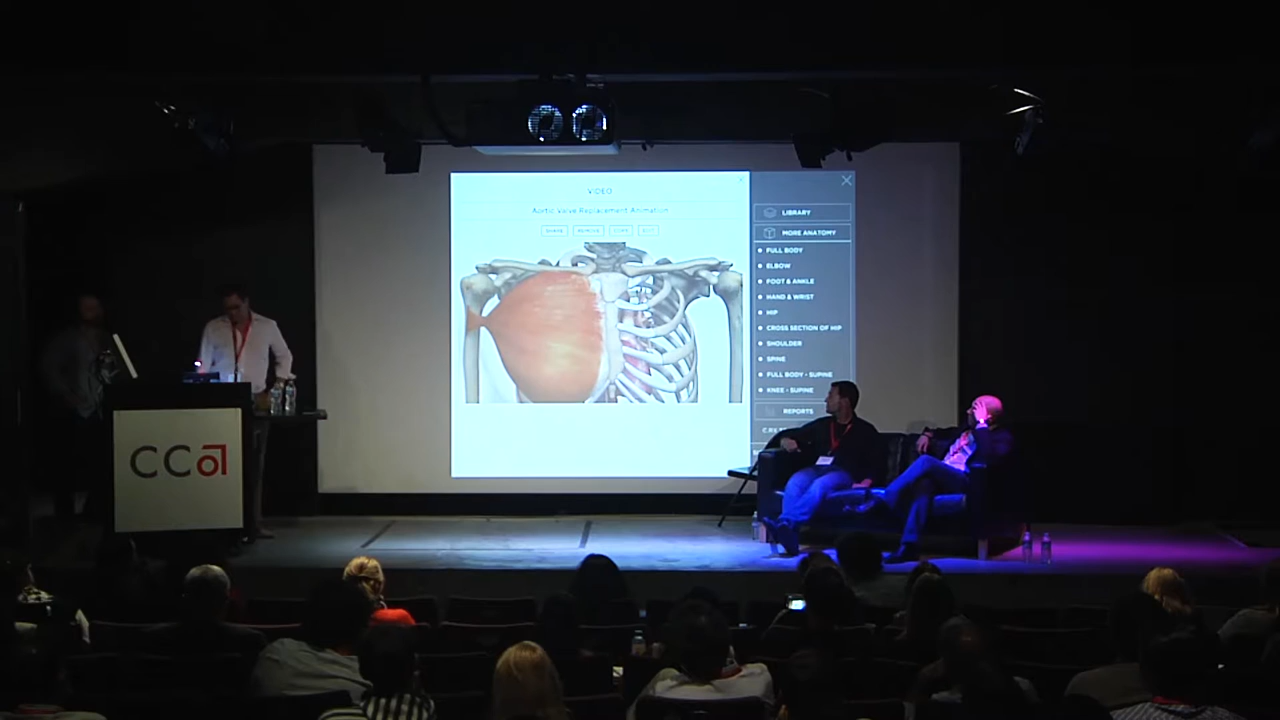 VIDEO
Aortic Valve Replacement Animation
LIBRARY
MORE ANATOMY
FULL BODY
ELBOW
FOOT & ANKLE
HAND & WRIST
HIP
CROSS SECTION OF HIP
SHOULDER
SPINE
FULL BODY - SUPINE
KNEE - SUPINE
REPORTS
CCA